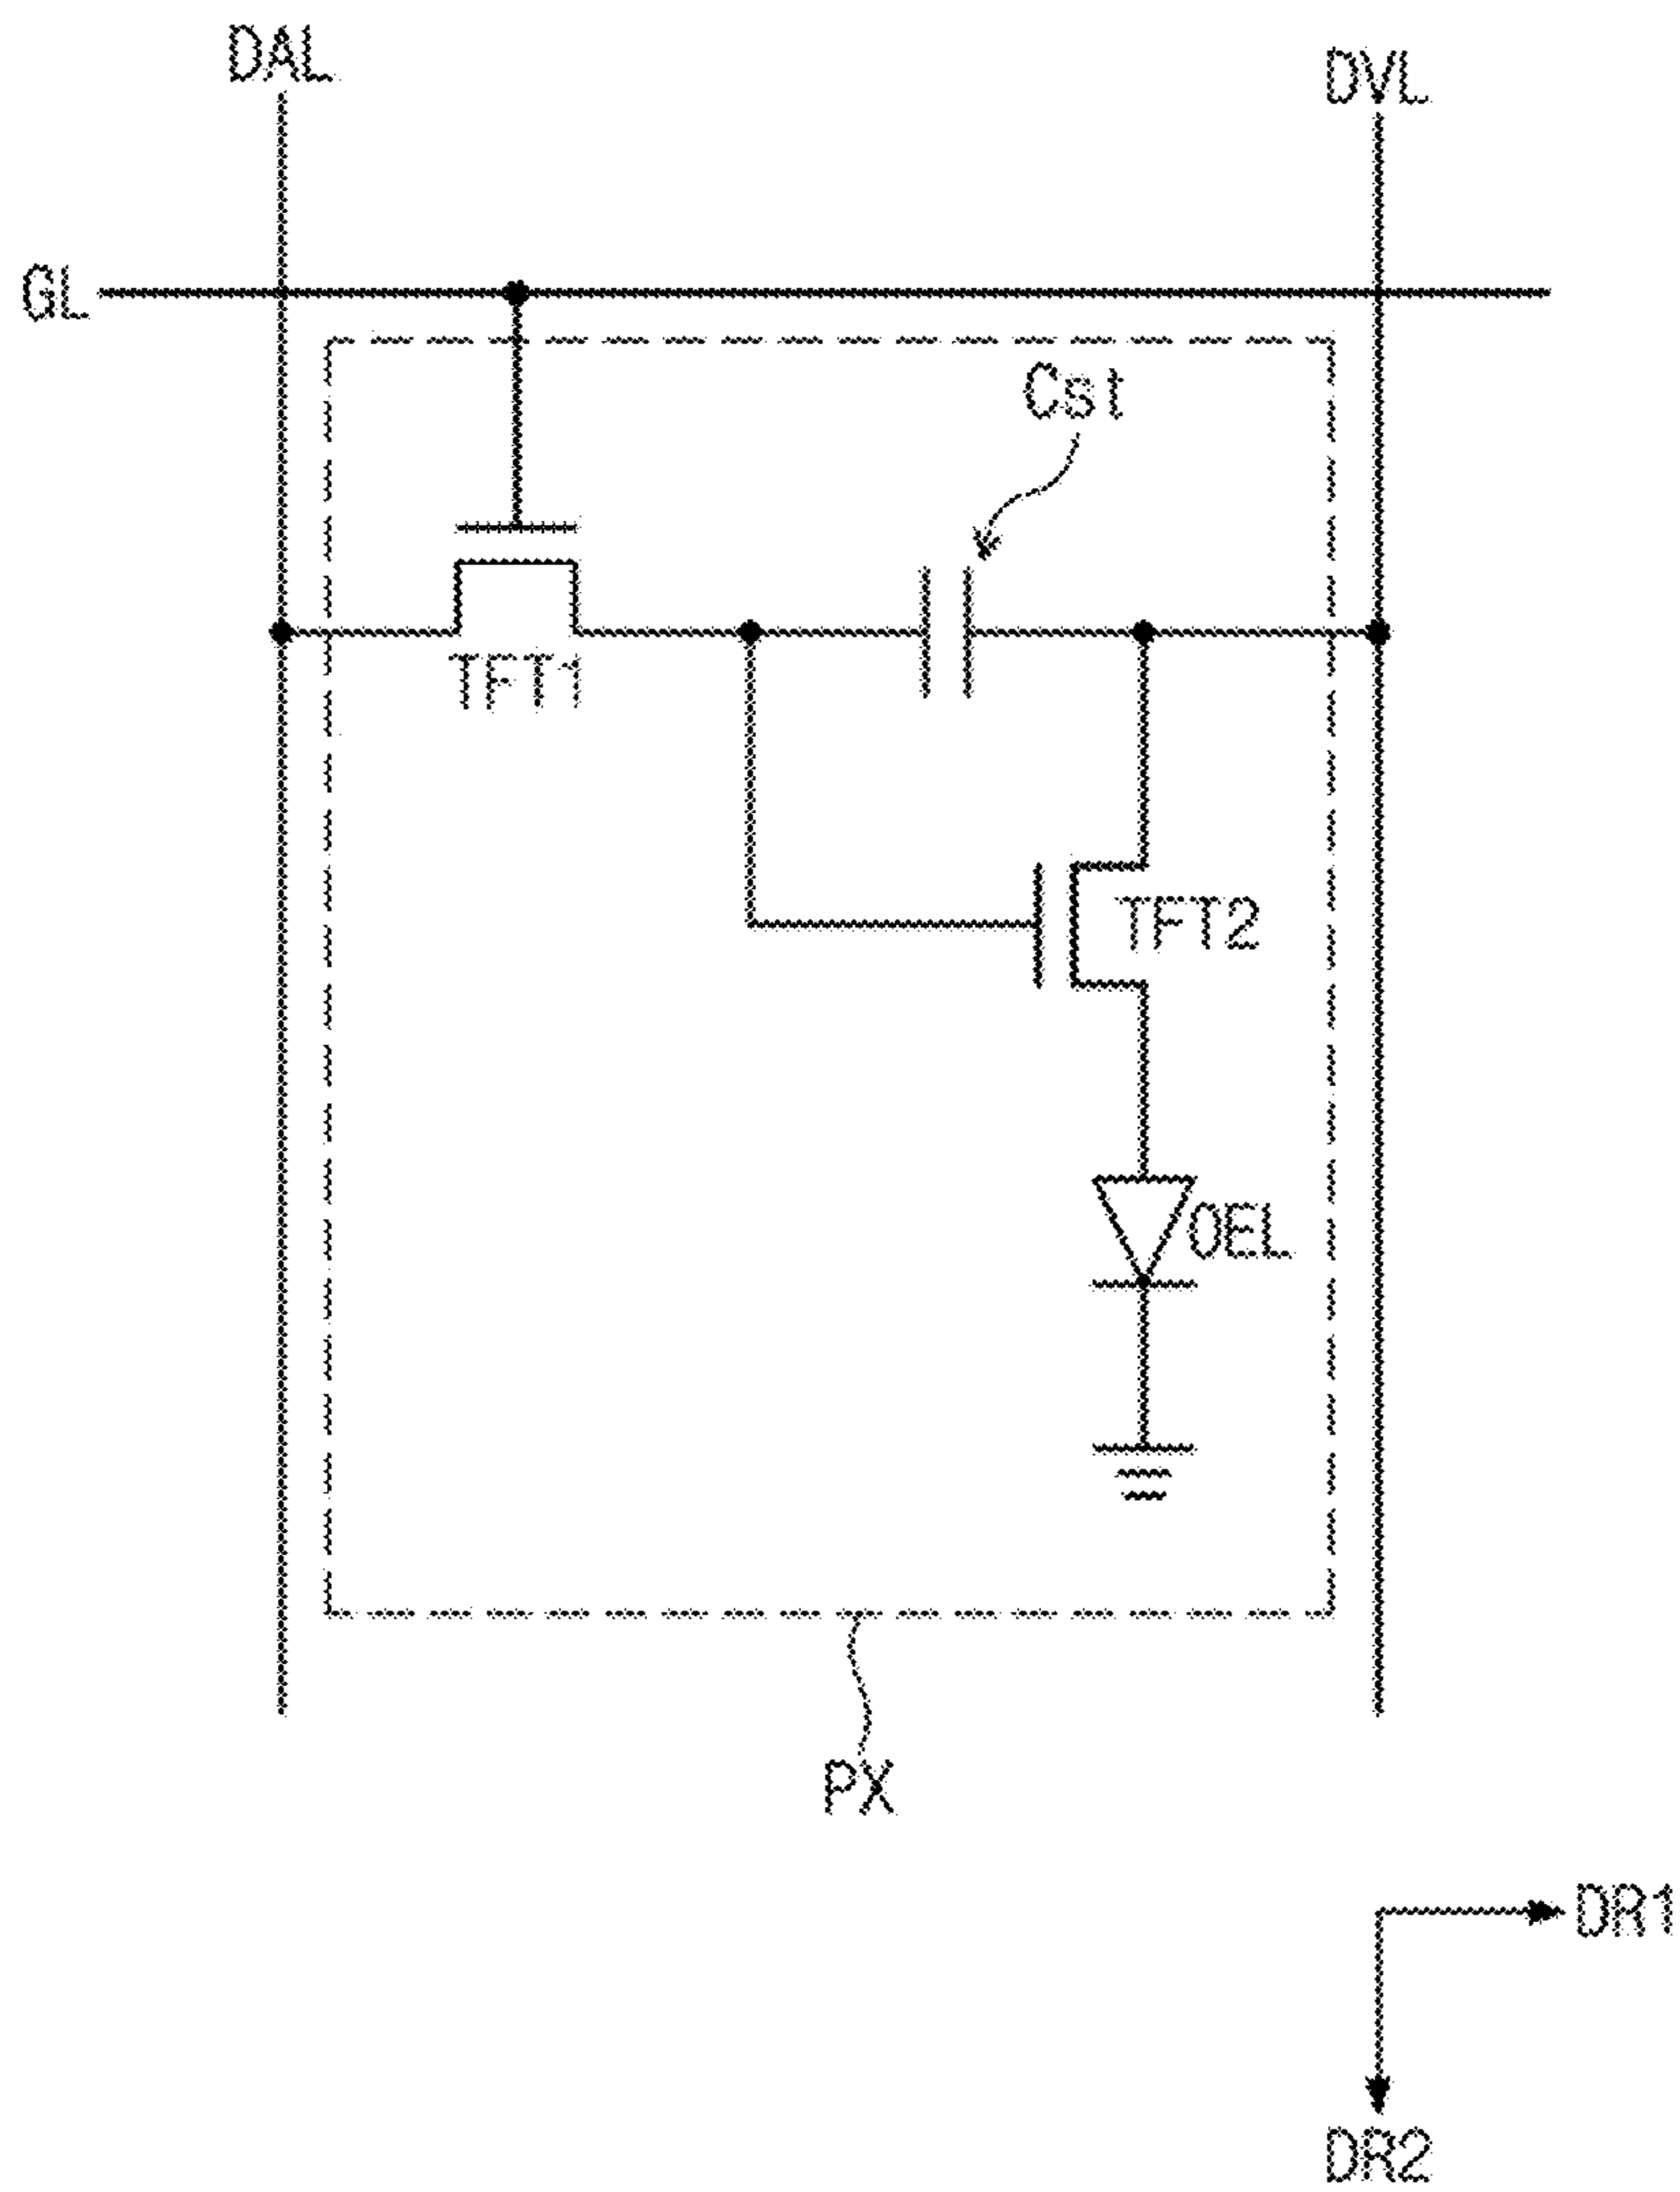 DAL
DVL
GL
Cst
TFT1
TFT2
OEL
PX
DR1
DR2